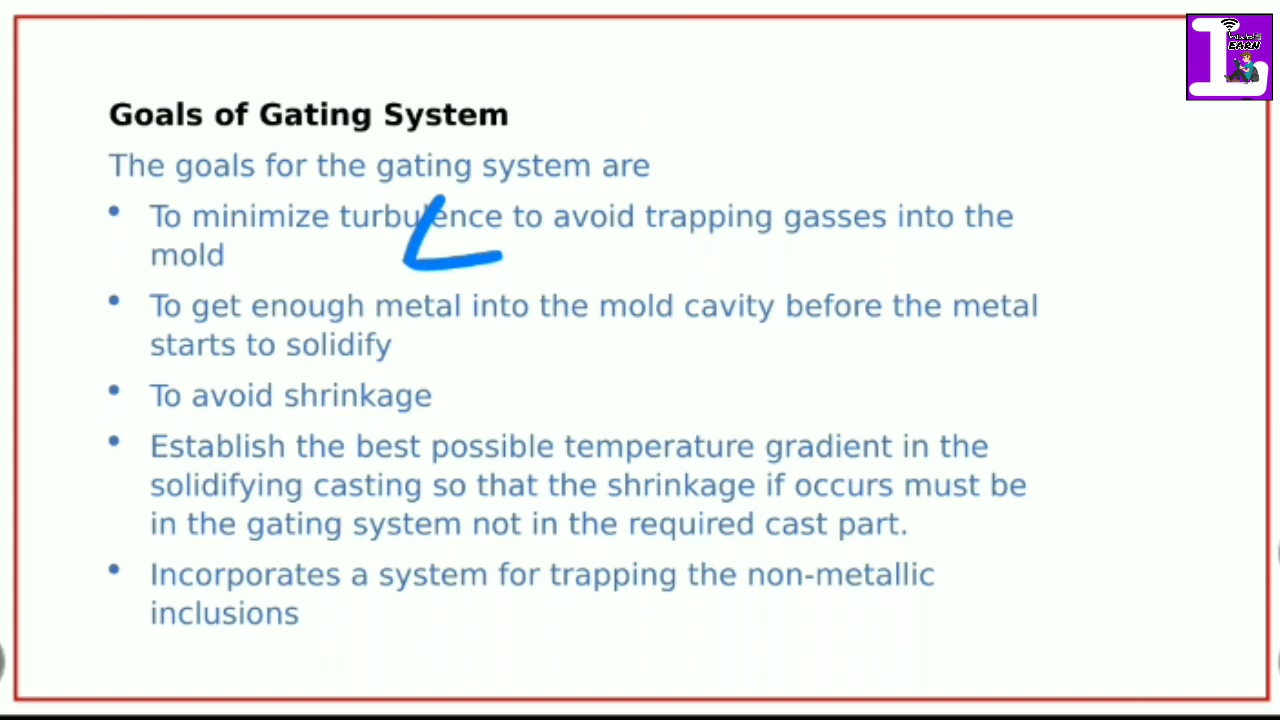 Goals of Gating System
The goals for the gating system are
• To minimize turbulence to avoid trapping gasses into the
mold
• To get enough metal into the mold cavity before the metal
starts to solidify
• To avoid shrinkage
• Establish the best possible temperature gradient in the
solidifying casting so that the shrinkage if occurs must be
in the gating system not in the required cast part.
• Incorporates a system for trapping the non-metallic
inclusions
L
EARN